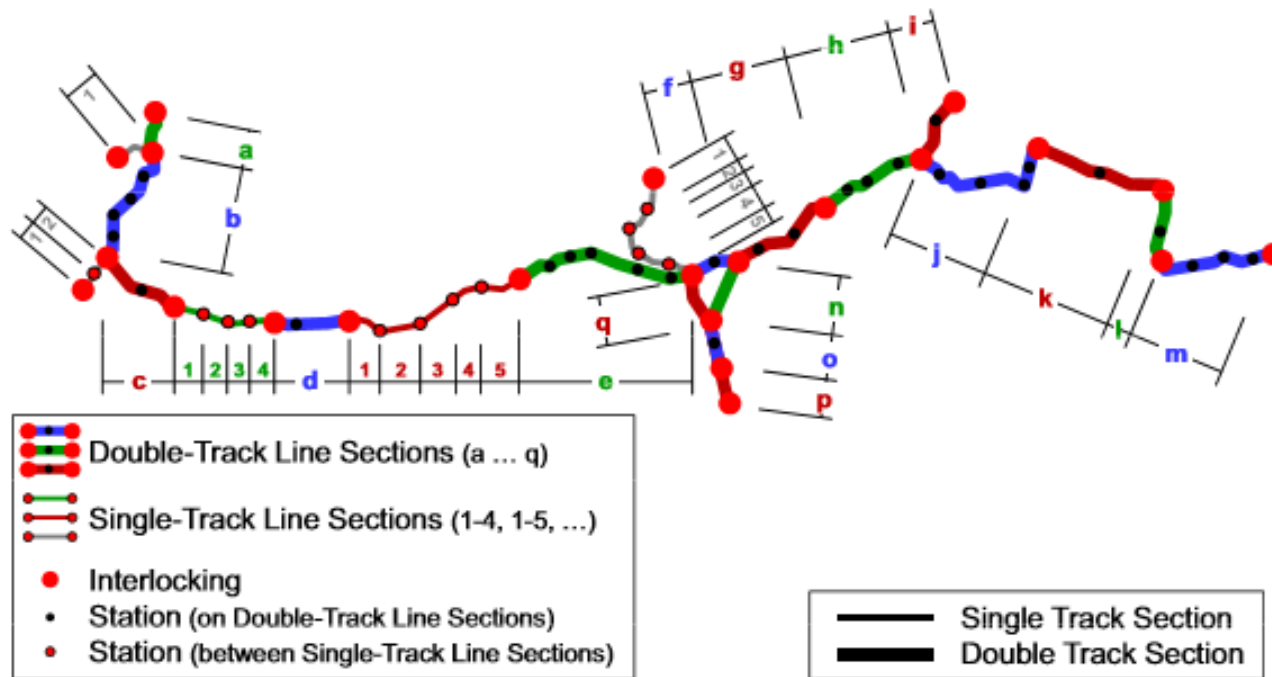 i
h
g
f
1
a
1
2
3
4
5
b
2
1
j
n
k
q
l
o
m
c
1
2
3
4
d
1
2
3
4
5
e
p
Double-Track Line Sections (a ... q)
Single-Track Line Sections (1-4, 1-5, ...)
Interlocking
Station (on Double-Track Line Sections)
Station (between Single-Track Line Sections)
Single Track Section
Double Track Section